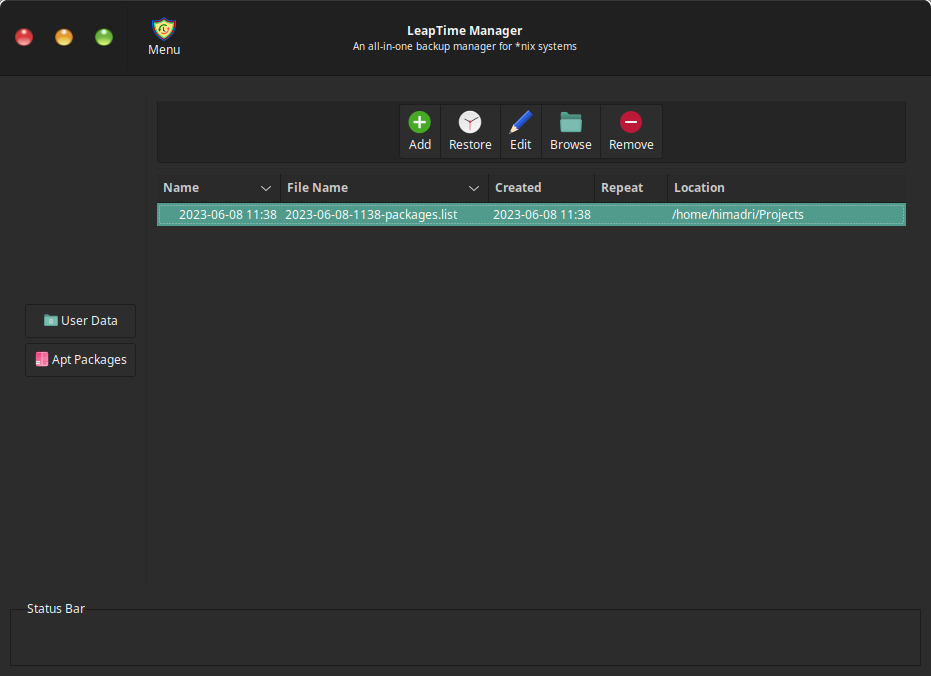 LeapTime Manager
An all-in-one backup manager for *nix systems
Menu
Add Restore Edit Browse Remove
Name File Name Created Repeat Location
2023-06-08 11:38 2023-06-08-1138-packages.list 2023-06-08 11:38 /home/himadri/Projects
User Data
Apt Packages
Status Bar